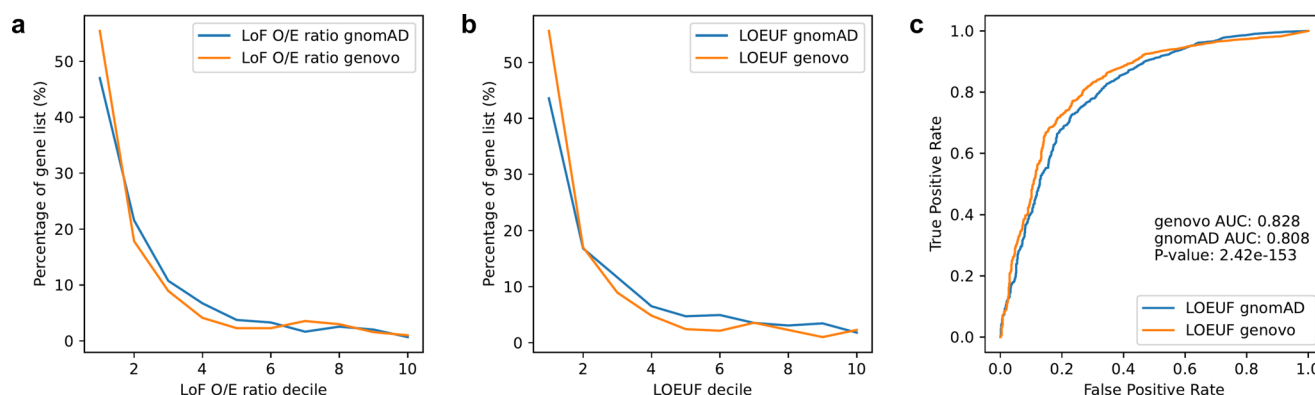 a
LoF O/E ratio gnomAD
LoF O/E ratio genovo
Percentage of gene list (%)
50
40
30
20
10
0
2
4
6
8
10
LoF O/E ratio decile
b
LOEUF gnomAD
LOEUF genovo
Percentage of gene list (%)
50
40
30
20
10
0
2
4
6
8
10
LOEUF decile
c
True Positive Rate
1.0
0.8
0.6
0.4
0.2
0.0
genovo AUC: 0.828
gnomAD AUC: 0.808
P-value: 2.42e-153
LOEUF gnomAD
LOEUF genovo
0.0
0.2
0.4
0.6
0.8
1.0
False Positive Rate